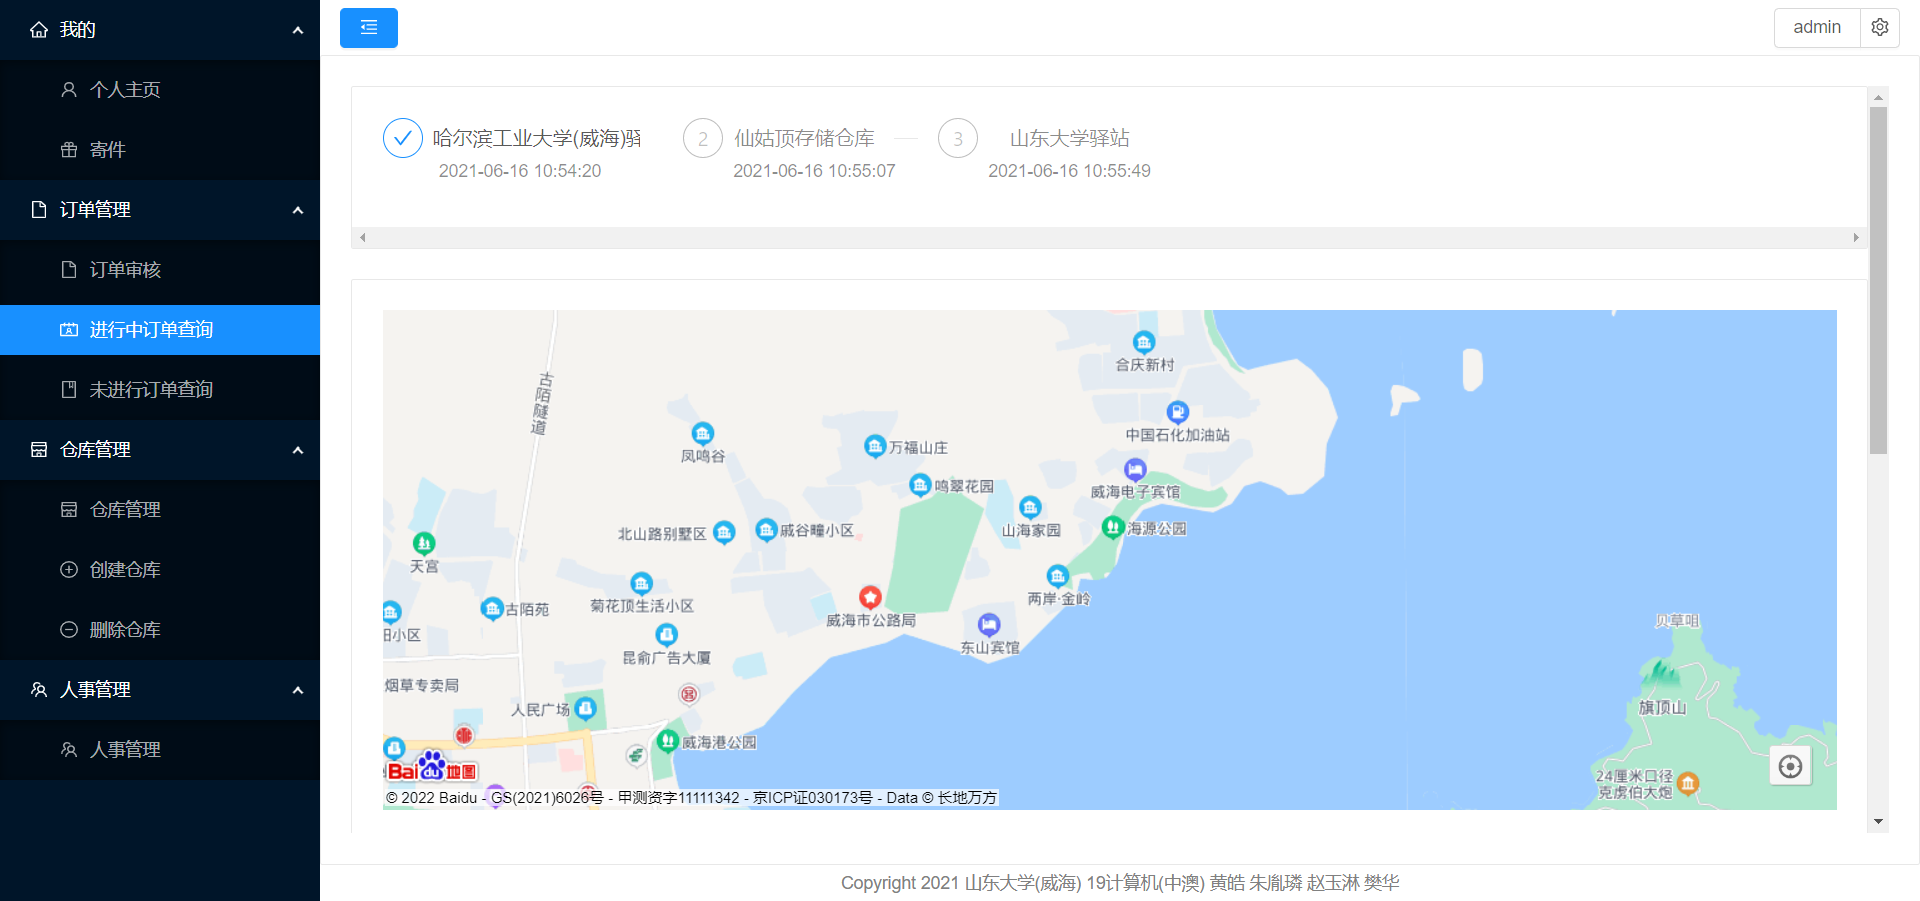 我的
个人主页
寄件
订单管理
订单审核
进行中订单查询
未进行订单查询
仓库管理
仓库管理
创建仓库
删除仓库
人事管理
人事管理
admin
哈尔滨工业大学(威海)驿
2021-06-16 10:54:20
2
仙姑顶存储仓库
2021-06-16 10:55:07
3
山东大学驿站
2021-06-16 10:55:49
合庆新村
古陌隧道
中国石化加油站
凤鸣谷
万福山庄
鸣翠花园
威海电子宾馆
北山路别墅区
戚谷疃小区
山海家园
海源公园
天宫
古陌苑
菊花顶生活小区
两岸·金岭
威海市公路局
阳小区
东山宾馆
贝草咀
昆俞广告大厦
烟草专卖局
人民广场
旗顶山
威海港公园
24厘米口径
克虏伯大炮
Baidu地图
© 2022 Baidu - GS(2021)6026号 - 甲测资字11111342 - 京ICP证030173号 - Data © 长地万方
Copyright 2021 山东大学(威海) 19计算机(中澳) 黄皓 朱胤璘 赵玉淋 樊华